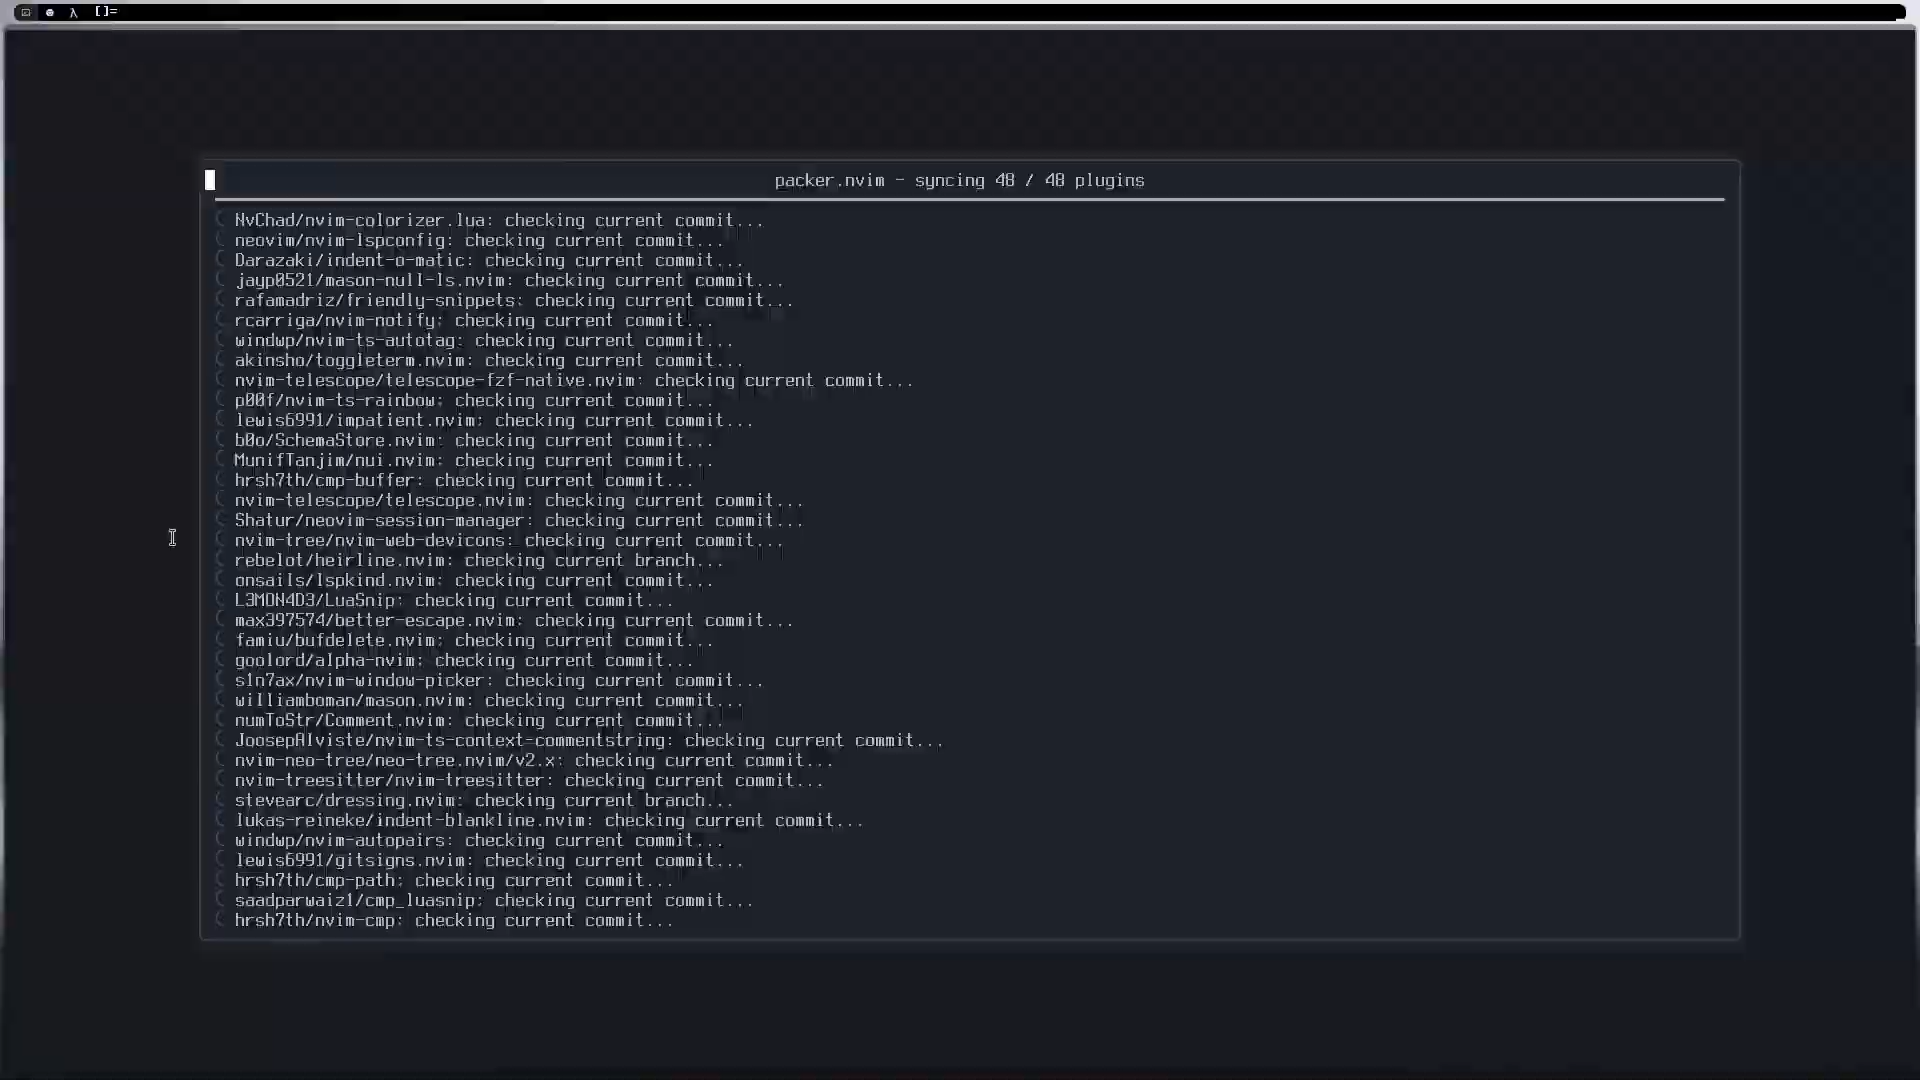 λ []=
packer.nvim - syncing 48 / 48 plugins
NvChad/nvim-colorizer.lua: checking current commit...
neovim/nvim-lspconfig: checking current commit...
Darazaki/indent-o-matic: checking current commit...
jayp0521/mason-null-ls.nvim: checking current commit...
rafamadriz/friendly-snippets: checking current commit...
rcarriga/nvim-notify: checking current commit...
windwp/nvim-ts-autotag: checking current commit...
akinsho/toggleterm.nvim: checking current commit...
nvim-telescope/telescope-fzf-native.nvim: checking current commit...
p00f/nvim-ts-rainbow: checking current commit...
lewis6991/impatient.nvim: checking current commit...
b0o/SchemaStore.nvim: checking current commit...
MunifTanjim/nui.nvim: checking current commit...
hrsh7th/cmp-buffer: checking current commit...
nvim-telescope/telescope.nvim: checking current commit...
Shatur/neovim-session-manager: checking current commit...
nvim-tree/nvim-web-devicons: checking current commit...
rebelot/heirline.nvim: checking current branch...
onsails/lspkind.nvim: checking current commit...
L3MON4D3/LuaSnip: checking current commit...
max397574/better-escape.nvim: checking current commit...
famiu/bufdelete.nvim: checking current commit...
goolord/alpha-nvim: checking current commit...
s1n7ax/nvim-window-picker: checking current commit...
williamboman/mason.nvim: checking current commit...
numToStr/Comment.nvim: checking current commit...
JoosepAlviste/nvim-ts-context-commentstring: checking current commit...
nvim-neo-tree/neo-tree.nvim/v2.x: checking current commit...
nvim-treesitter/nvim-treesitter: checking current commit...
stevearc/dressing.nvim: checking current branch...
lukas-reineke/indent-blankline.nvim: checking current commit...
windwp/nvim-autopairs: checking current commit...
lewis6991/gitsigns.nvim: checking current commit...
hrsh7th/cmp-path: checking current commit...
saadparwaiz1/cmp_luasnip: checking current commit...
hrsh7th/nvim-cmp: checking current commit...